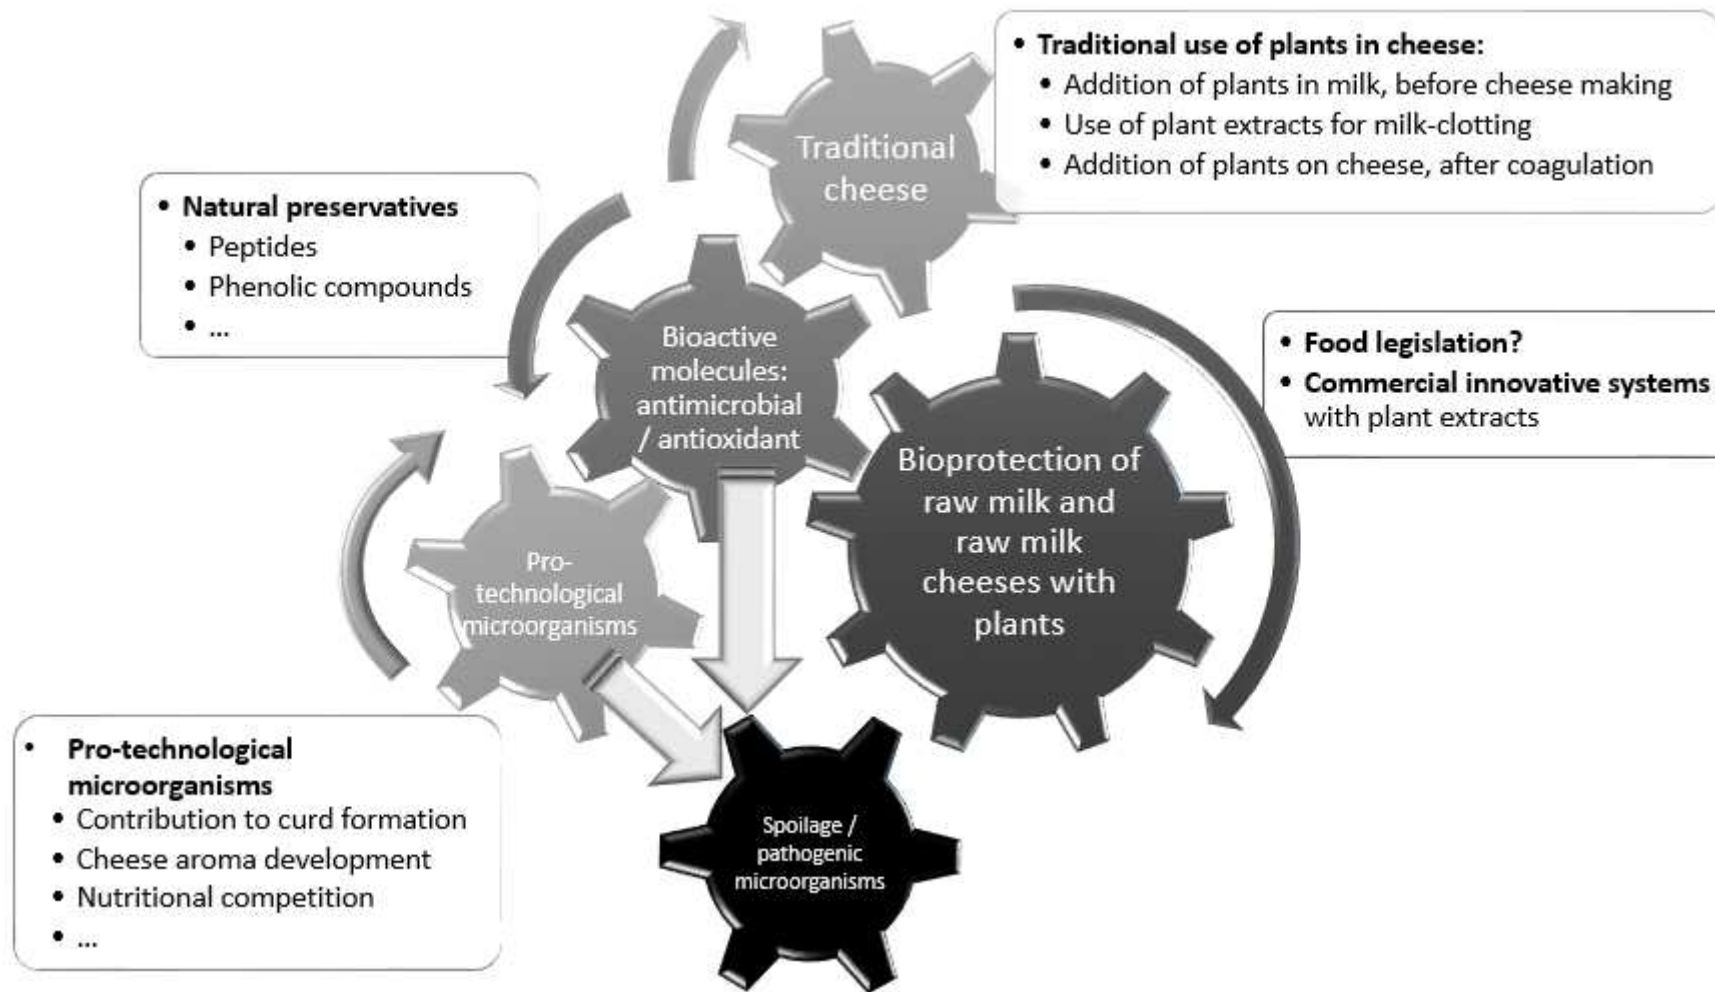 • Traditional use of plants in cheese:
• Addition of plants in milk, before cheese making
• Use of plant extracts for milk-clotting
• Addition of plants on cheese, after coagulation
Traditional
cheese
• Natural preservatives
• Peptides
• Phenolic compounds
• ...
Bioactive
molecules:
antimicrobial
/ antioxidant
• Food legislation?
• Commercial innovative systems
with plant extracts
Bioprotection of
raw milk and
raw milk
cheeses with
plants
Pro-
technological
microorganisms
• Pro-technological
microorganisms
• Contribution to curd formation
• Cheese aroma development
• Nutritional competition
• ...
Spoilage /
pathogenic
microorganisms